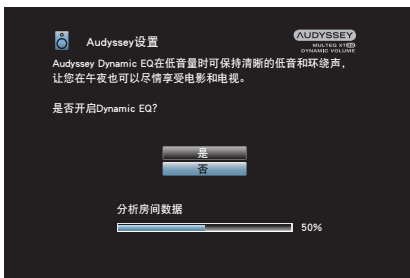 Audyssey设置
AUDYSSEY
MULTEQ XT32
DYNAMIC VOLUME
Audyssey Dynamic EQ在低音量时可保持清晰的低音和环绕声，
让您在午夜也可以尽情享受电影和电视。
是否开启Dynamic EQ?
是
否
分析房间数据
50%